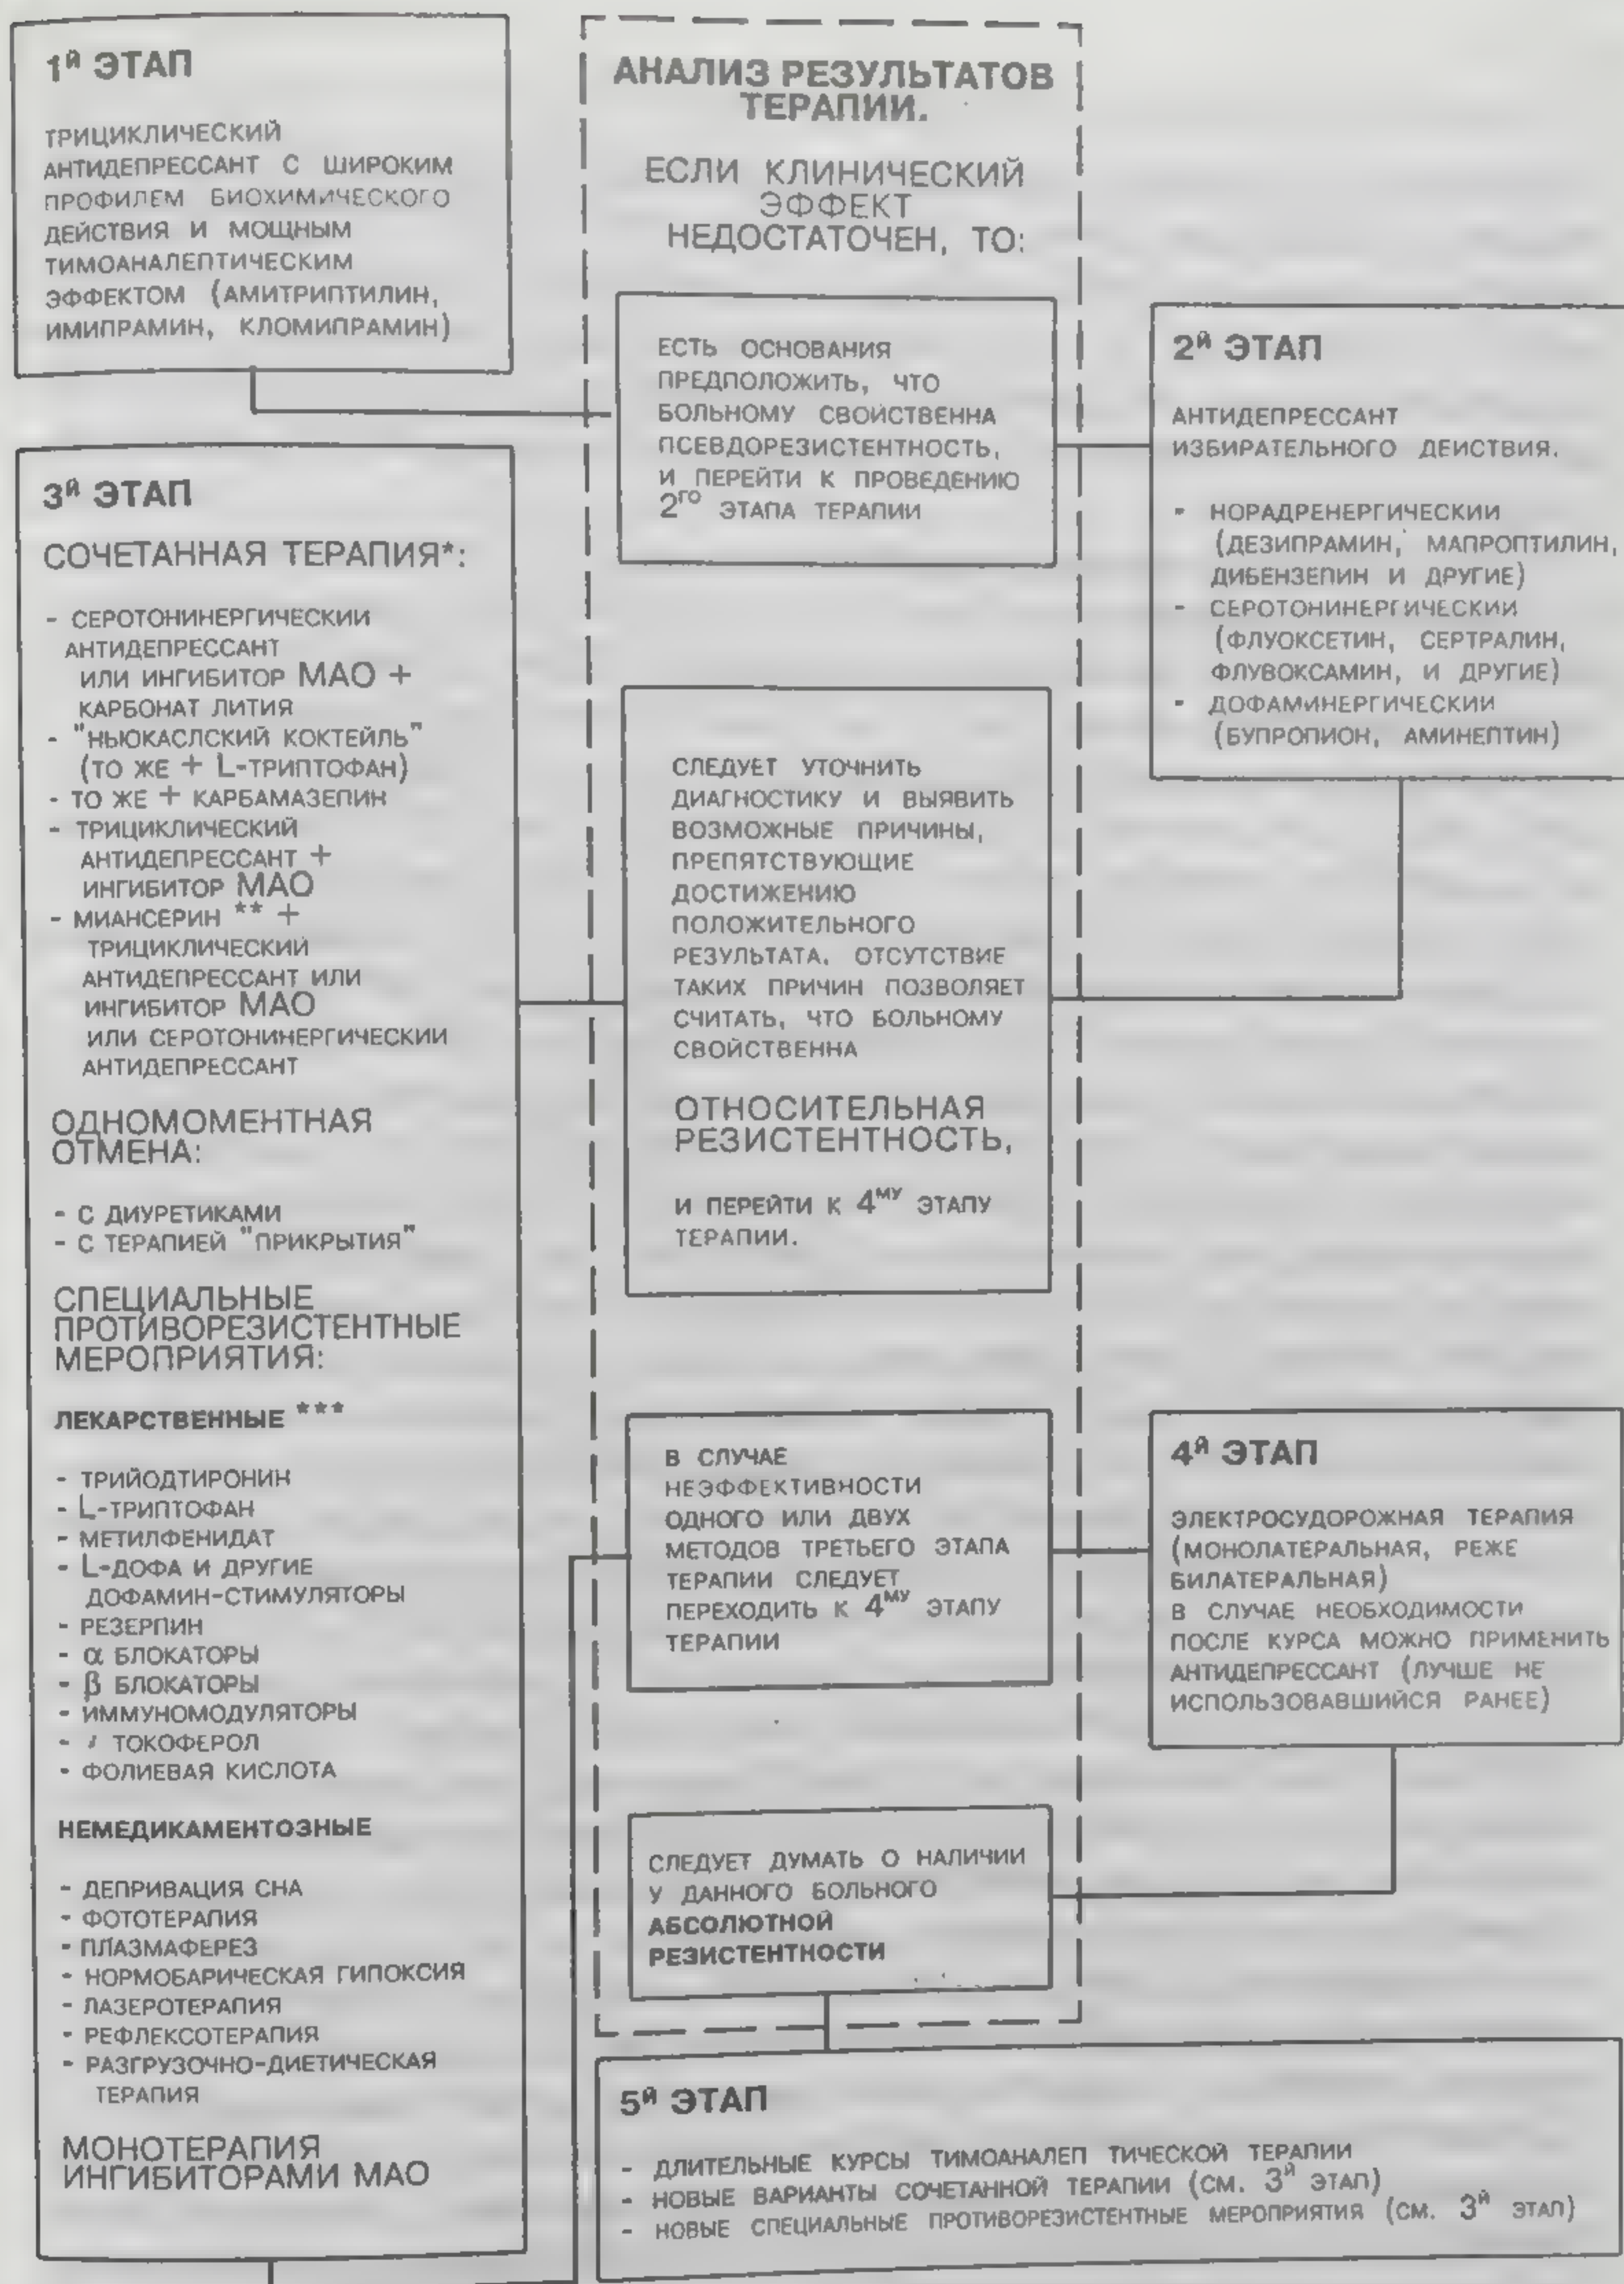 1й ЭТАП
ТРИЦИКЛИЧЕСКИЙ
АНТИДЕПРЕССАНТ С ШИРОКИМ
ПРОФИЛЕМ БИОХИМИЧЕСКОГО
ДЕЙСТВИЯ И МОЩНЫМ
ТИМОАНАЛЕПТИЧЕСКИМ
ЭФФЕКТОМ (АМИТРИПТИЛИН,
ИМИПРАМИН, КЛОМИПРАМИН)
АНАЛИЗ РЕЗУЛЬТАТОВ
ТЕРАПИИ.
ЕСЛИ КЛИНИЧЕСКИЙ
ЭФФЕКТ
НЕДОСТАТОЧЕН, ТО:
ЕСТЬ ОСНОВАНИЯ
ПРЕДПОЛОЖИТЬ, ЧТО
БОЛЬНОМУ СВОЙСТВЕННА
ПСЕВДОРЕЗИСТЕНТНОСТЬ,
И ПЕРЕЙТИ К ПРОВЕДЕНИЮ
2го ЭТАПА ТЕРАПИИ
2й ЭТАП
АНТИДЕПРЕССАНТ
ИЗБИРАТЕЛЬНОГО ДЕЙСТВИЯ.
- НОРАДРЕНЕРГИЧЕСКИЙ
(ДЕЗИПРАМИН, МАПРОПТИЛИН,
ДИБЕНЗЕПИН И ДРУГИЕ)
- СЕРОТОНИНЕРГИЧЕСКИЙ
(ФЛУОКСЕТИН, СЕРТРАЛИН,
ФЛУВОКСАМИН, И ДРУГИЕ)
- ДОФАМИНЕРГИЧЕСКИЙ
(БУПРОПИОН, АМИНЕПТИН)
3й ЭТАП
СОЧЕТАННАЯ ТЕРАПИЯ*:
- СЕРОТОНИНЕРГИЧЕСКИЙ
АНТИДЕПРЕССАНТ
ИЛИ ИНГИБИТОР МАО +
КАРБОНАТ ЛИТИЯ
- "НЬЮКАСЛСКИЙ КОКТЕЙЛЬ"
(ТО ЖЕ + L-ТРИПТОФАН)
- ТО ЖЕ + КАРБАМАЗЕПИН
- ТРИЦИКЛИЧЕСКИЙ
АНТИДЕПРЕССАНТ +
ИНГИБИТОР МАО
- МИАНСЕРИН ** +
ТРИЦИКЛИЧЕСКИЙ
АНТИДЕПРЕССАНТ ИЛИ
ИНГИБИТОР МАО
ИЛИ СЕРОТОНИНЕРГИЧЕСКИЙ
АНТИДЕПРЕССАНТ
ОДНОМОМЕНТНАЯ
ОТМЕНА:
- С ДИУРЕТИКАМИ
- С ТЕРАПИЕЙ "ПРИКРЫТИЯ"
СПЕЦИАЛЬНЫЕ
ПРОТИВОРЕЗИСТЕНТНЫЕ
МЕРОПРИЯТИЯ:
ЛЕКАРСТВЕННЫЕ ***
- ТРИЙОДТИРОНИН
- L-ТРИПТОФАН
- МЕТИЛФЕНИДАТ
- L-ДОФА И ДРУГИЕ
ДОФАМИН-СТИМУЛЯТОРЫ
- РЕЗЕРПИН
- α БЛОКАТОРЫ
- β БЛОКАТОРЫ
- ИММУНОМОДУЛЯТОРЫ
- ТОКОФЕРОЛ
- ФОЛИЕВАЯ КИСЛОТА
НЕМЕДИКАМЕНТОЗНЫЕ
- ДЕПРИВАЦИЯ СНА
- ФОТОТЕРАПИЯ
- ПЛАЗМАФЕРЕЗ
- НОРМОБАРИЧЕСКАЯ ГИПОКСИЯ
- ЛАЗЕРОТЕРАПИЯ
- РЕФЛЕКСОТЕРАПИЯ
- РАЗГРУЗОЧНО-ДИЕТИЧЕСКАЯ
ТЕРАПИЯ
МОНОТЕРАПИЯ
ИНГИБИТОРАМИ МАО
СЛЕДУЕТ УТОЧНИТЬ
ДИАГНОСТИКУ И ВЫЯВИТЬ
ВОЗМОЖНЫЕ ПРИЧИНЫ,
ПРЕПЯТСТВУЮЩИЕ
ДОСТИЖЕНИЮ
ПОЛОЖИТЕЛЬНОГО
РЕЗУЛЬТАТА. ОТСУТСТВИЕ
ТАКИХ ПРИЧИН ПОЗВОЛЯЕТ
СЧИТАТЬ, ЧТО БОЛЬНОМУ
СВОЙСТВЕННА
ОТНОСИТЕЛЬНАЯ
РЕЗИСТЕНТНОСТЬ,
И ПЕРЕЙТИ К 4му ЭТАПУ
ТЕРАПИИ.
В СЛУЧАЕ
НЕЭФФЕКТИВНОСТИ
ОДНОГО ИЛИ ДВУХ
МЕТОДОВ ТРЕТЬЕГО ЭТАПА
ТЕРАПИИ СЛЕДУЕТ
ПЕРЕХОДИТЬ К 4му ЭТАПУ
ТЕРАПИИ
4й ЭТАП
ЭЛЕКТРОСУДОРОЖНАЯ ТЕРАПИЯ
(МОНОЛАТЕРАЛЬНАЯ, РЕЖЕ
БИЛАТЕРАЛЬНАЯ)
В СЛУЧАЕ НЕОБХОДИМОСТИ
ПОСЛЕ КУРСА МОЖНО ПРИМЕНИТЬ
АНТИДЕПРЕССАНТ (ЛУЧШЕ НЕ
ИСПОЛЬЗОВАВШИЙСЯ РАНЕЕ)
СЛЕДУЕТ ДУМАТЬ О НАЛИЧИИ
У ДАННОГО БОЛЬНОГО
АБСОЛЮТНОЙ
РЕЗИСТЕНТНОСТИ
5й ЭТАП
- ДЛИТЕЛЬНЫЕ КУРСЫ ТИМОАНАЛЕП ТИЧЕСКОЙ ТЕРАПИИ
- НОВЫЕ ВАРИАНТЫ СОЧЕТАННОЙ ТЕРАПИИ (СМ. 3й ЭТАП)
- НОВЫЕ СПЕЦИАЛЬНЫЕ ПРОТИВОРЕЗИСТЕНТНЫЕ МЕРОПРИЯТИЯ (СМ. 3й ЭТАП)